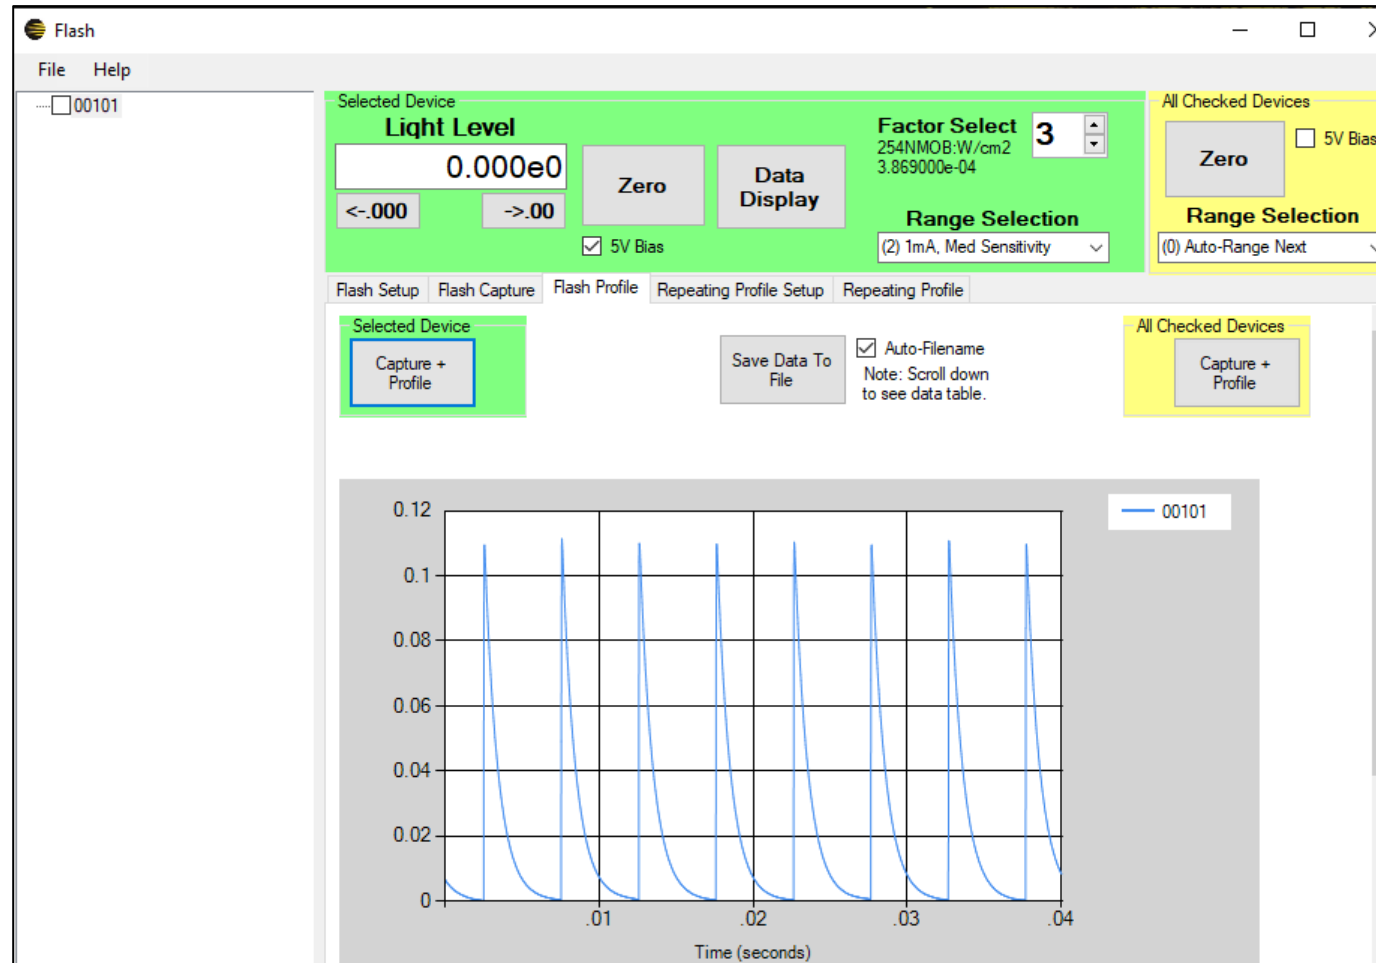 Flash
File Help
00101
Selected Device
Light Level
0.000e0
<-.000
->.00
Zero
5V Bias
Data
Display
Factor Select
254NMOB:W/cm2
3.869000e-04
3
Range Selection
(2) 1mA, Med Sensitivity
All Checked Devices
Zero
5V Bias
Range Selection
(0) Auto-Range Next
Flash Setup Flash Capture Flash Profile Repeating Profile Setup Repeating Profile
Selected Device
Capture +
Profile
Save Data To
File
Auto-Filename
Note: Scroll down
to see data table.
All Checked Devices
Capture +
Profile
00101
0.12
0.1
0.08
0.06
0.04
0.02
0
.01 .02 .03 .04
Time (seconds)